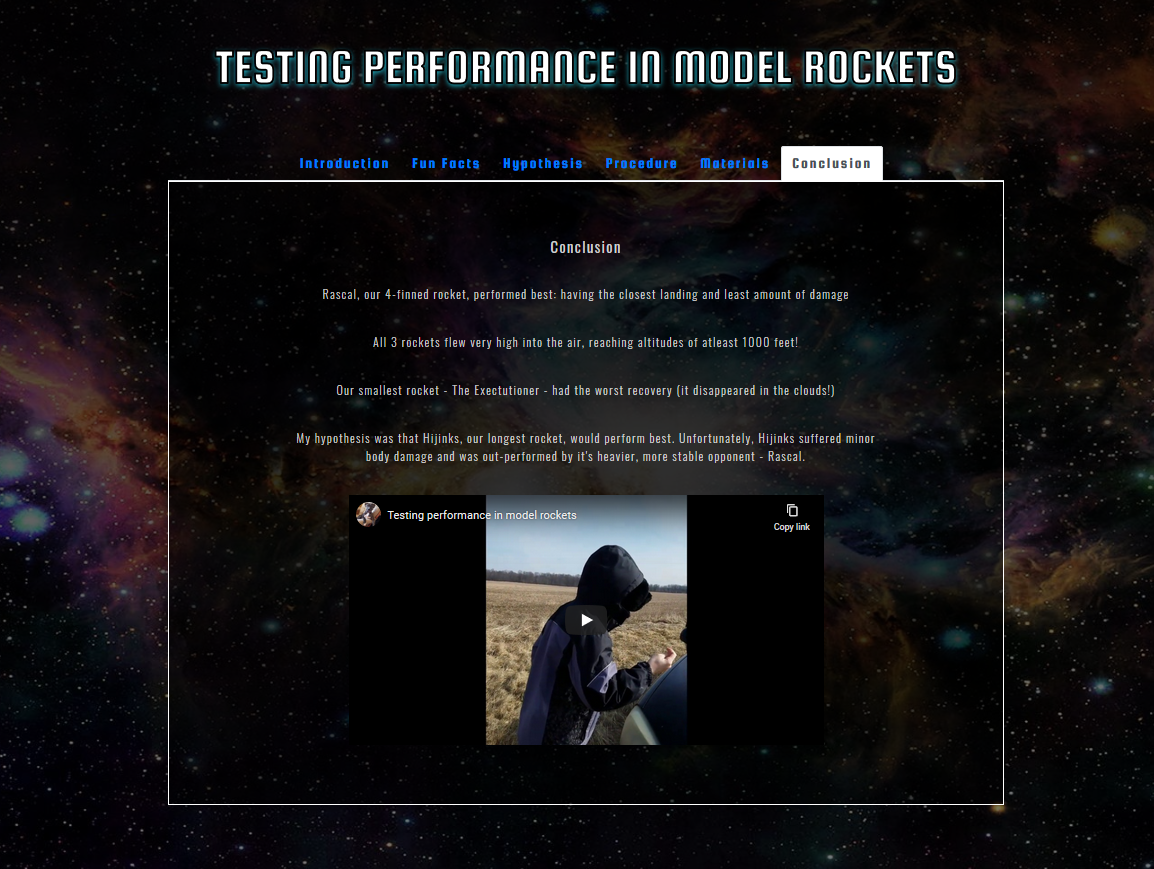 TESTING PERFORMANCE IN MODEL ROCKETS
Introduction Fun Facts Hypothesis Procedure Materials Conclusion
Conclusion
Rascal, our 4-finned rocket, performed best: having the closest landing and least amount of damage
All 3 rockets flew very high into the air, reaching altitudes of atleast 1000 feet!
Our smallest rocket - The Exectutioner - had the worst recovery (it disappeared in the clouds!)
My hypothesis was that Hijinks, our longest rocket, would perform best. Unfortunately, Hijinks suffered minor
body damage and was out-performed by it's heavier, more stable opponent - Rascal.
Testing performance in model rockets
Copy link